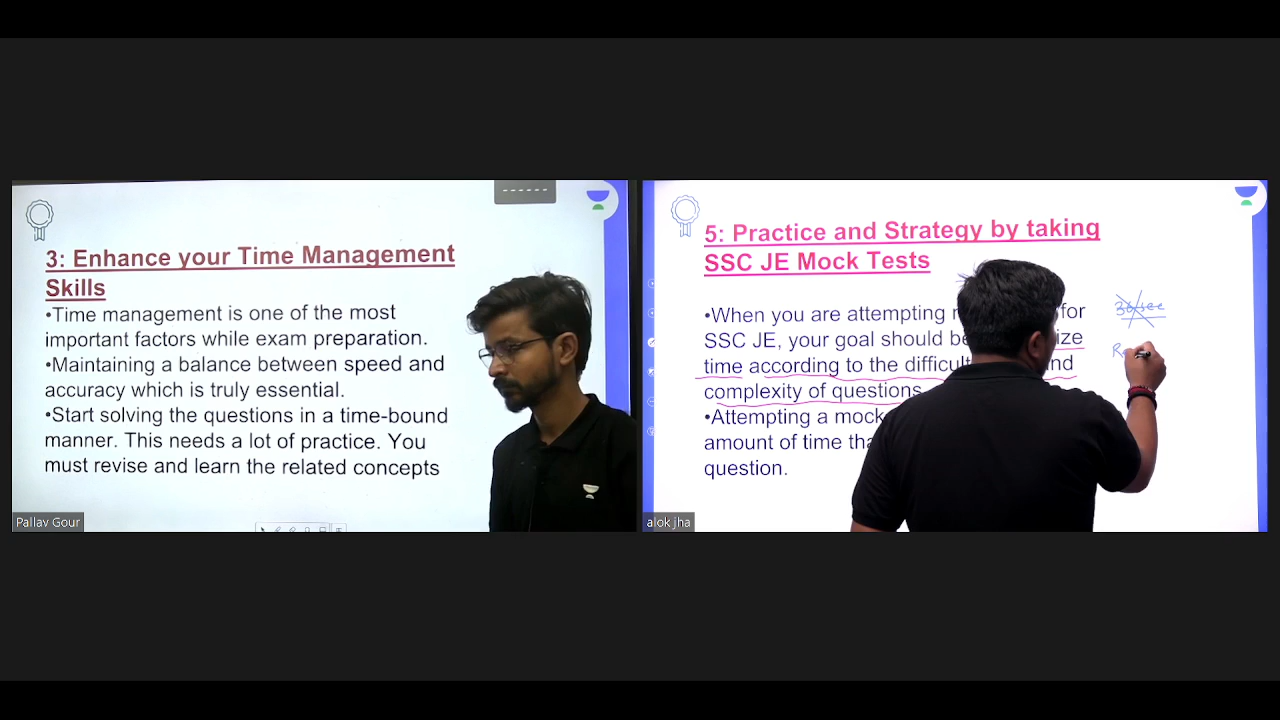 3: Enhance your Time Management
Skills
•Time management is one of the most
important factors while exam preparation.
•Maintaining a balance between speed and
accuracy which is truly essential.
•Start solving the questions in a time-bound
manner. This needs a lot of practice. You
must revise and learn the related concepts
Pallav Gour
5: Practice and Strategy by taking
SSC JE Mock Tests
•When you are attempting for
SSC JE, your goal should be
time according to the difficulty and
complexity of questions
•Attempting a mock
amount of time
question.
36 sec
alok jha